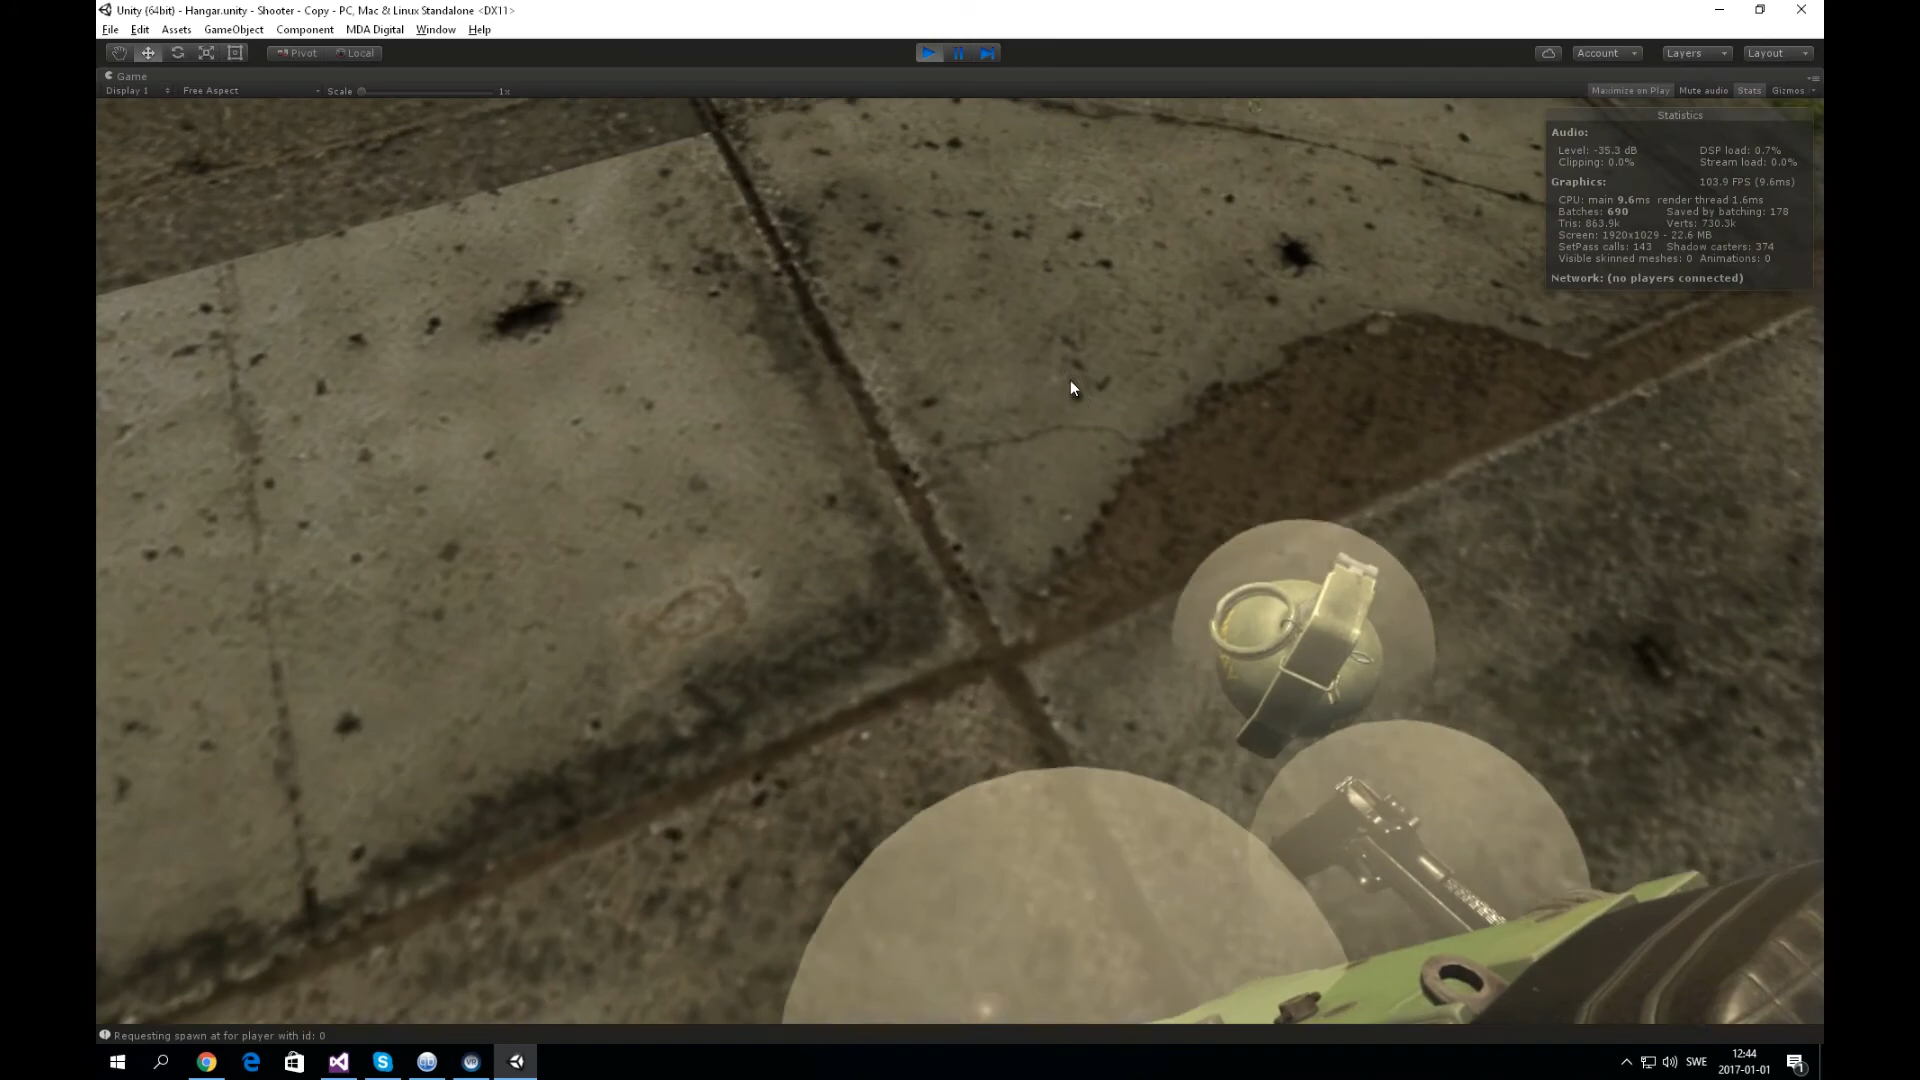 Unity (64bit) - Hangar.unity - Shooter - Copy - PC, Mac & Linux Standalone <DX11>
File Edit Assets GameObject Component MDA Digital Window Help
Pivot Local Account Layers Layout
Game
Display 1 Free Aspect Scale 1x Maximize on Play Mute audio Stats Gizmos
Statistics
Audio:
Level: -35.3 dB DSP load: 0.7%
Clipping: 0.0% Stream load: 0.0%
Graphics: 103.9 FPS (9.6ms)
CPU: main 9.6ms render thread 1.6ms
Batches: 690 Saved by batching: 178
Tris: 863.9k Verts: 730.3k
Screen: 1920x1029 - 22.6 MB
SetPass calls: 143 Shadow casters: 374
Visible skinned meshes: 0 Animations: 0
Network: (no players connected)
Requesting spawn at for player with id: 0
SWE
12:44
2017-01-01